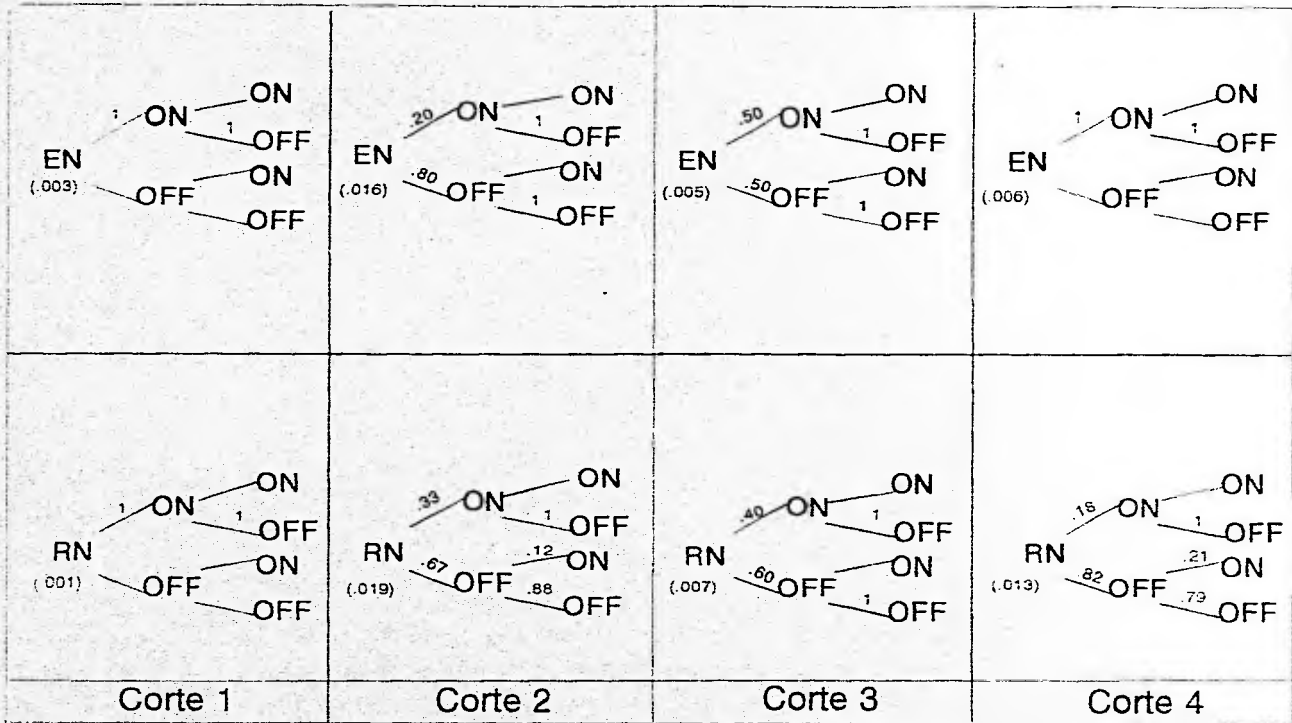 ON
1 ON
1 OFF
EN
ON
(.003) OFF
OFF
ON
.20 ON
1 OFF
EN
ON
(.016) .80 OFF
1 OFF
ON
.50 ON
1 OFF
EN
ON
(.005) .50 OFF
1 OFF
ON
1 ON
1 OFF
EN
ON
(.006) OFF
OFF
ON
1 ON
1 OFF
RN
ON
(.001) OFF
OFF
ON
.33 ON
1 OFF
RN
.12 ON
(.019) .67 OFF
.88 OFF
ON
.40 ON
1 OFF
RN
ON
(.007) .60 OFF
1 OFF
ON
ON
1 OFF
RN
.21 ON
(.013) .82 OFF
.79 OFF
Corte 1 Corte 2 Corte 3 Corte 4